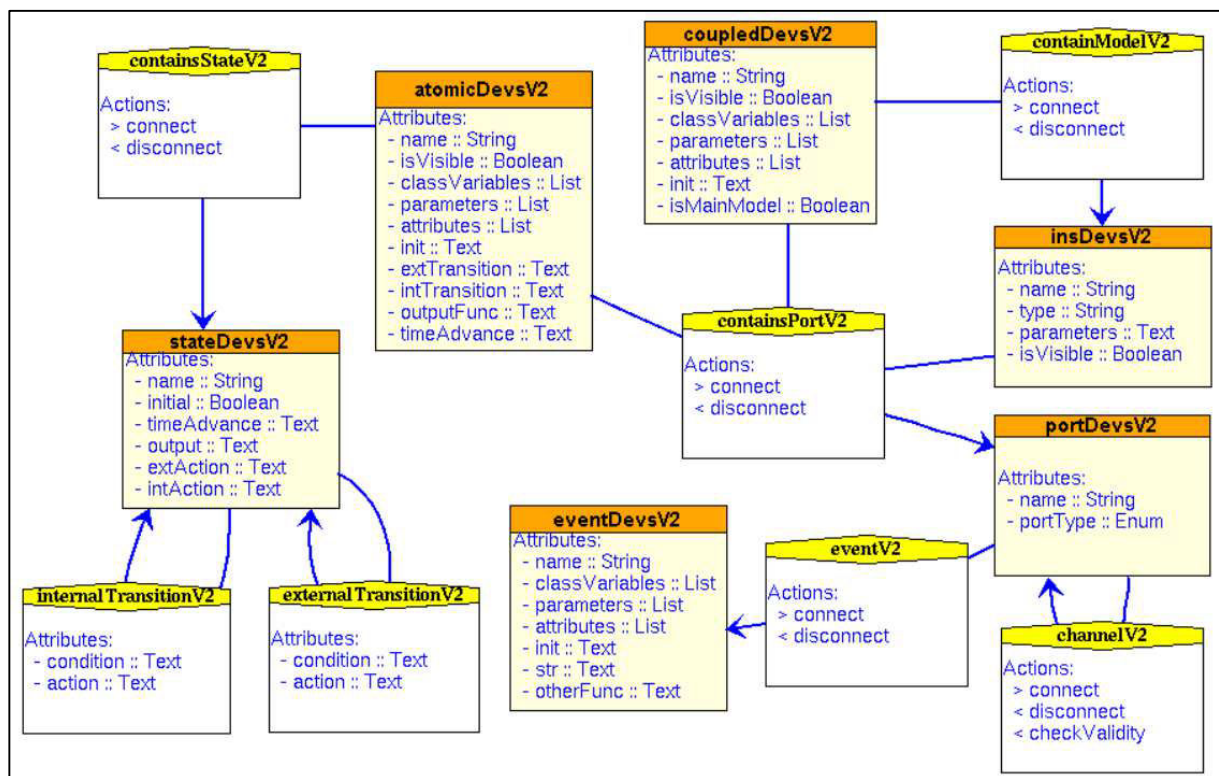 containsStateV2
Actions:
> connect
< disconnect
atomicDevsV2
Attributes:
- name :: String
- isVisible :: Boolean
- classVariables :: List
- parameters :: List
- attributes :: List
- init :: Text
- extTransition :: Text
- intTransition :: Text
- outputFunc :: Text
- timeAdvance :: Text
coupledDevsV2
Attributes:
- name :: String
- isVisible :: Boolean
- classVariables :: List
- parameters :: List
- attributes :: List
- init :: Text
- isMainModel :: Boolean
containModelV2
Actions:
> connect
< disconnect
insDevsV2
Attributes:
- name :: String
- type :: String
- parameters :: Text
- isVisible :: Boolean
containsPortV2
Actions:
> connect
< disconnect
stateDevsV2
Attributes:
- name :: String
- initial :: Boolean
- timeAdvance :: Text
- output :: Text
- extAction :: Text
- intAction :: Text
portDevsV2
Attributes:
- name :: String
- portType :: Enum
eventDevsV2
Attributes:
- name :: String
- classVariables :: List
- parameters :: List
- attributes :: List
- init :: Text
- str :: Text
- otherFunc :: Text
eventV2
Actions:
> connect
< disconnect
internalTransitionV2
Attributes:
- condition :: Text
- action :: Text
externalTransitionV2
Attributes:
- condition :: Text
- action :: Text
channelV2
Actions:
> connect
< disconnect
< checkValidity